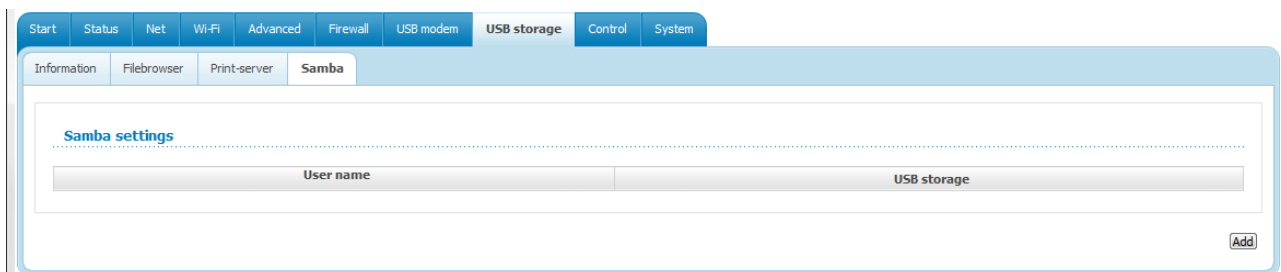 Start Status Net Wi-Fi Advanced Firewall USB modem USB storage Control System
Information Filebrowser Print-server Samba
Samba settings
User name USB storage
Add